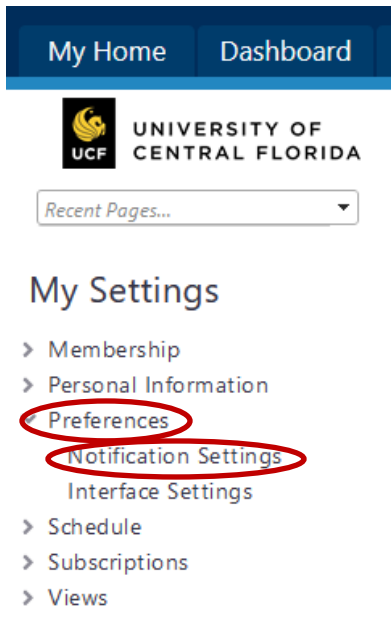 My Home Dashboard
UNIVERSITY OF
UCF CENTRAL FLORIDA
Recent Pages...
My Settings
Membership
Personal Information
Preferences
Notification Settings
Interface Settings
Schedule
Subscriptions
Views